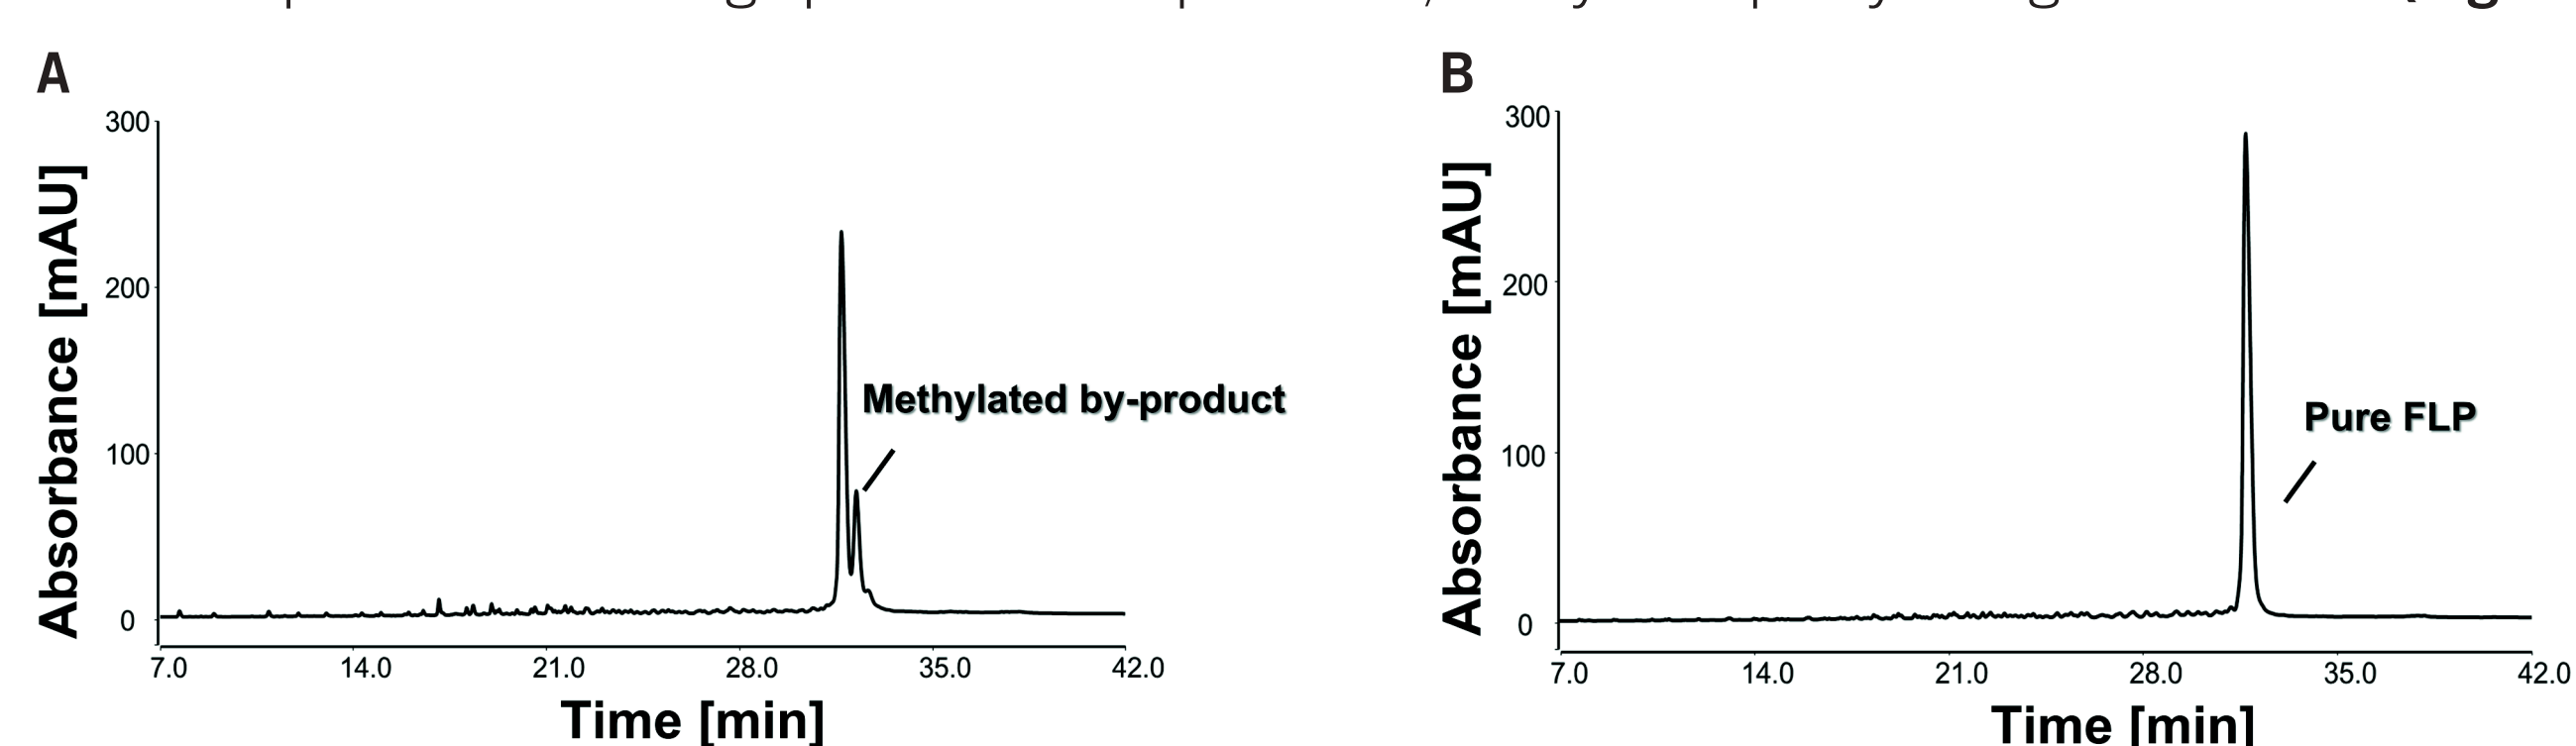 A
Absorbance [mAU]
300
200
100
0
Methylated by-product
7.0 14.0 21.0 28.0 35.0 42.0
Time [min]
B
Absorbance [mAU]
300
200
100
0
Pure FLP
7.0 14.0 21.0 28.0 35.0 42.0
Time [min]